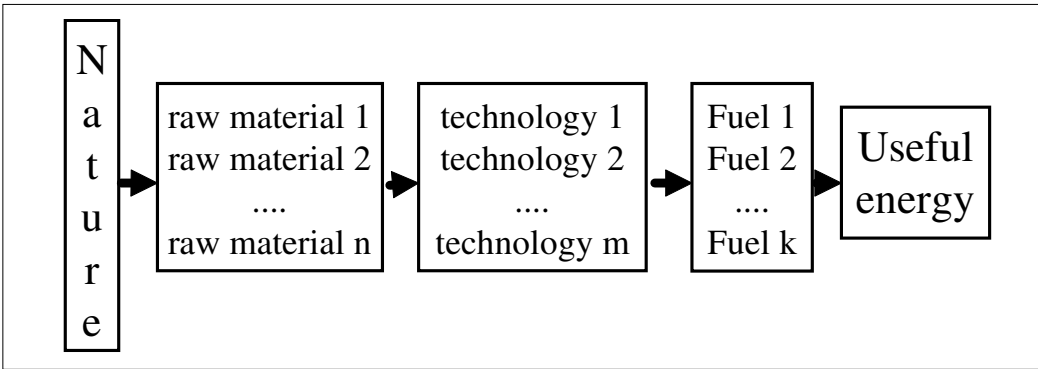 Nature
raw material 1
raw material 2
....
raw material n
technology 1
technology 2
....
technology m
Fuel 1
Fuel 2
....
Fuel k
Useful
energy